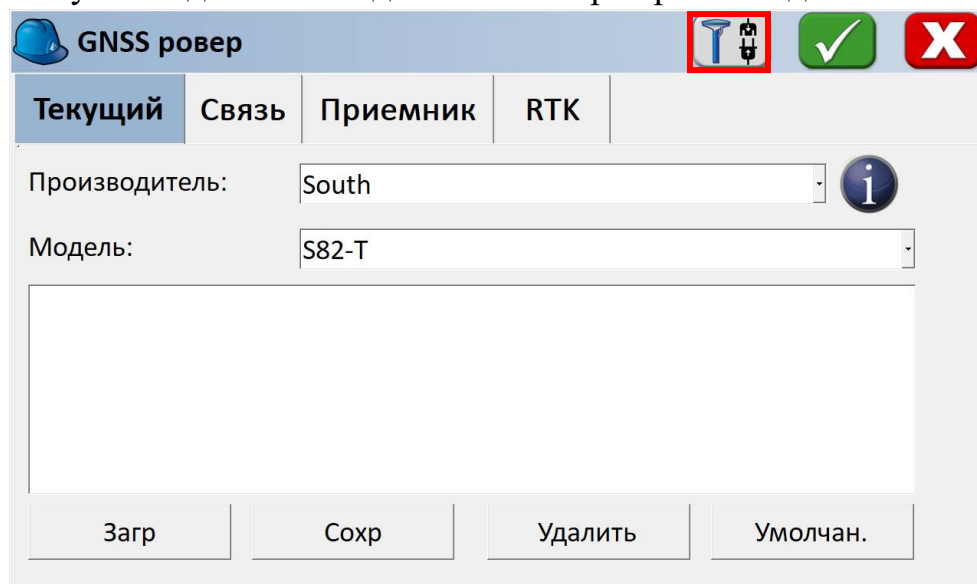 GNSS ровер
Текущий Связь Приемник RTK
Производитель: South
Модель: S82-T
Загр Сохр Удалить Умолчан.